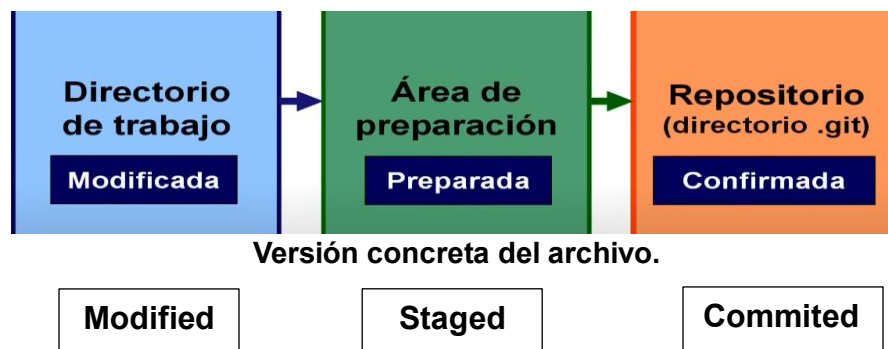 Directorio
de trabajo
Modificada
Área de
preparación
Preparada
Repositorio
(directorio .git)
Confirmada
Versión concreta del archivo.
Modified
Staged
Commited